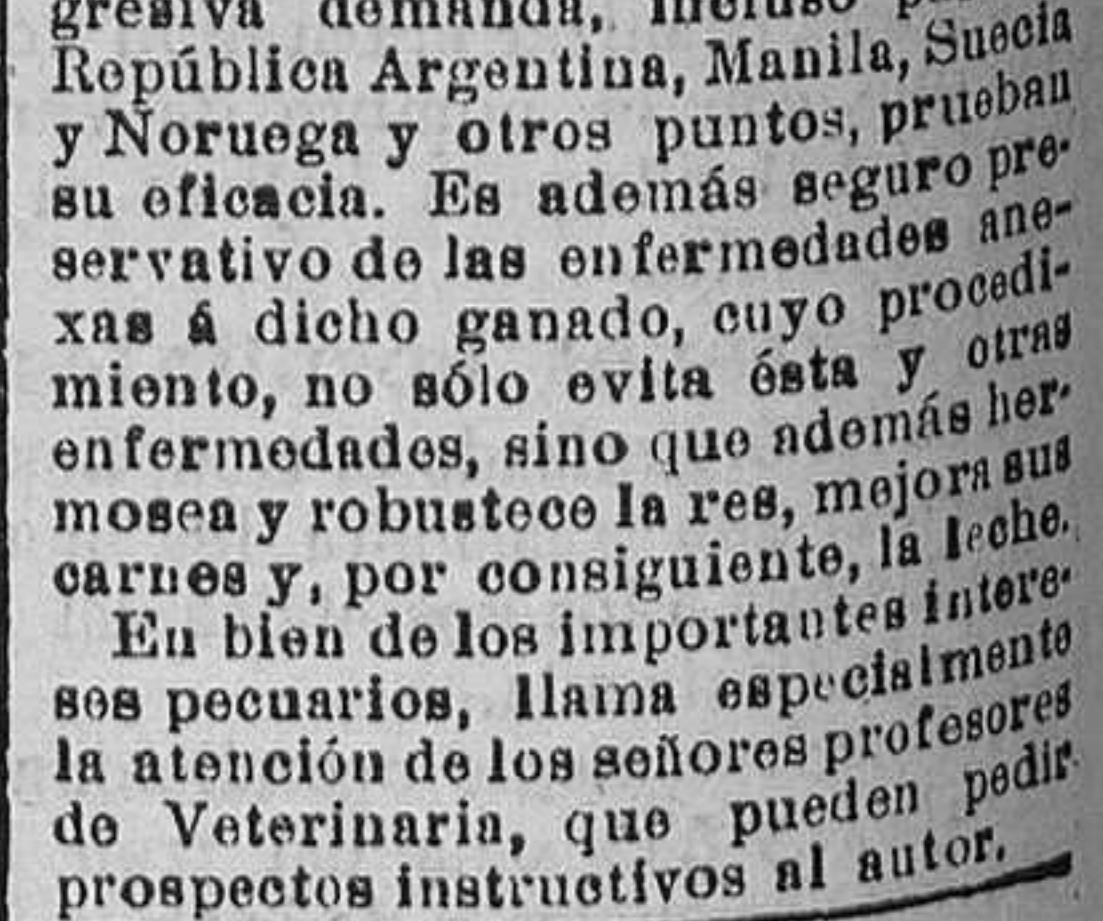 gresiva demanda, incluso
República Argentina, Manila, Suecia
y Noruega y otros puntos, prueban
su eficacia. Es además seguro pre-
servativo de las enfermedades ane-
xas á dicho ganado, cuyo procedi-
miento, no sólo evita ésta y otras
enfermedades, sino que además her-
mosea y robustece la res, mejora sus
carnes y, por consiguiente, la leche.
En bien de los importantes intere-
ses pecuarios, llama especialmente
la atención de los señores profesores
de Veterinaria, que pueden pedir
prospectos instructivos al autor.